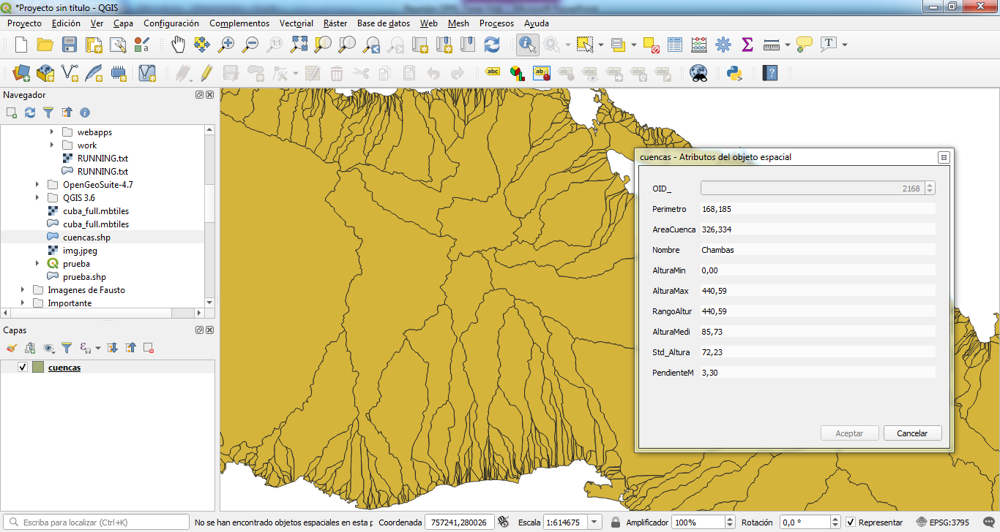 *Proyecto sin título - QGIS
Proyecto Edición Ver Capa Configuración Complementos Vectorial Ráster Base de datos Web Mesh Procesos Ayuda
Navegador
webapps
work
RUNNING.txt
RUNNING.txt
OpenGeoSuite-4.7
QGIS 3.6
cuba_full.mbtiles
cuba_full.mbtiles
cuencas.shp
img.jpeg
prueba
prueba.shp
Imagenes de Fausto
Importante
Capas
cuencas
cuencas - Atributos del objeto espacial
OID_ 2168
Perimetro 168,185
AreaCuenca 326,334
Nombre Chambas
AlturaMin 0,00
AlturaMax 440,59
RangoAltur 440,59
AlturaMedi 85,73
Std_Altura 72,23
PendienteM 3,30
Aceptar Cancelar
Escriba para localizar (Ctrl+K) No se han encontrado objetos espaciales en esta p Coordenada 757241,280026 Escala 1:614675 Amplificador 100% Rotación 0,0 ° Representar EPSG:3795